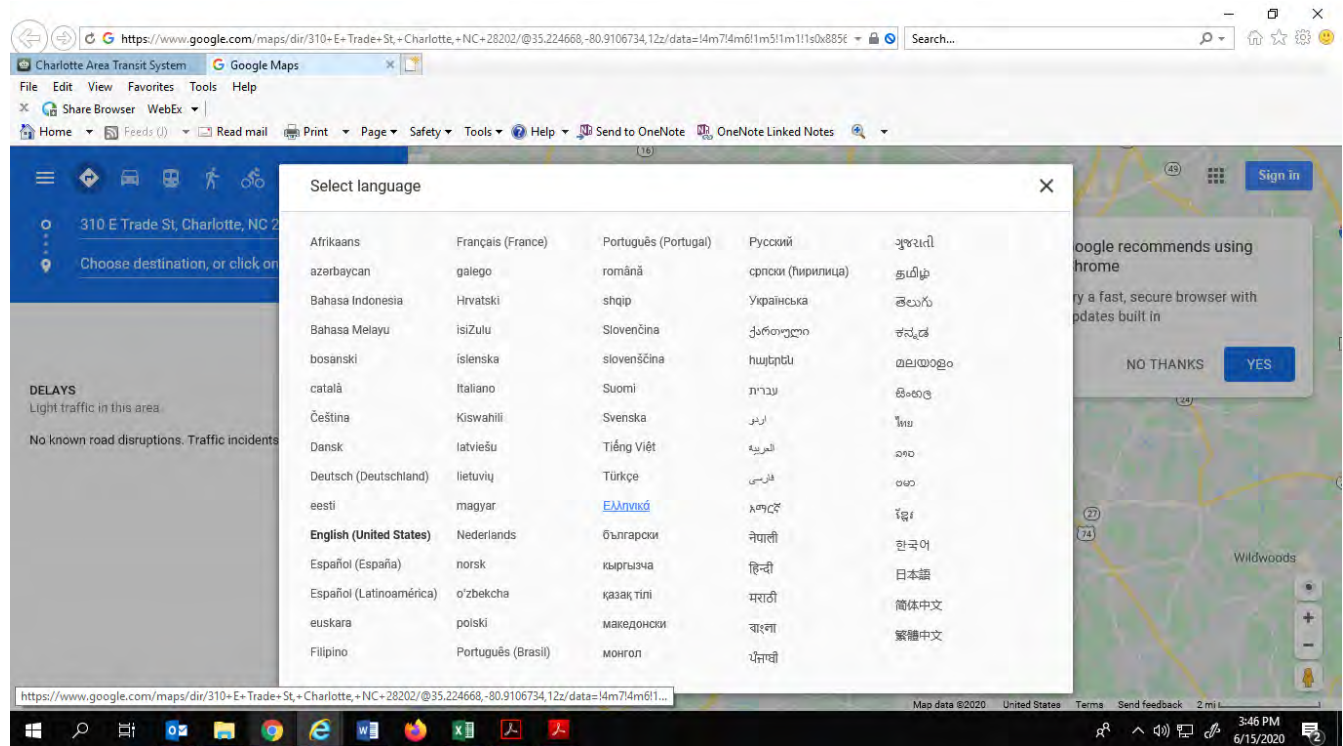 https://www.google.com/maps/dir/310+E+Trade+St,+Charlotte,+NC+28202/@35.224668,-80.9106734,12z/data=!4m7!4m6!1m5!1m1!1s0x885
Search...
Charlotte Area Transit System
Google Maps
File Edit View Favorites Tools Help
Share Browser WebEx
Home Feeds (J) Read mail Print Page Safety Tools Help Send to OneNote OneNote Linked Notes
16
49
Sign in
310 E Trade St, Charlotte, NC 2
Choose destination, or click on
DELAYS
Light traffic in this area.
No known road disruptions. Traffic incidents
Select language
Afrikaans
azərbaycan
Bahasa Indonesia
Bahasa Melayu
bosanski
català
Čeština
Dansk
Deutsch (Deutschland)
eesti
English (United States)
Español (España)
Español (Latinoamérica)
euskara
Filipino
Français (France)
galego
Hrvatski
isiZulu
íslenska
Italiano
Kiswahili
latviešu
lietuvių
magyar
Nederlands
norsk
o'zbekcha
polski
Português (Brasil)
Português (Portugal)
română
shqip
Slovenčina
slovenščina
Suomi
Svenska
Tiếng Việt
Türkçe
Ελληνικά
български
кыргызча
қазақ тілі
македонски
монгол
Русский
српски (ћирилица)
Українська
ქართული
հայերեն
עברית
اردو
العربية
فارسی
አማርኛ
नेपाली
हिन्दी
मराठी
বাংলা
ਪੰਜਾਬੀ
ગુજરાતી
தமிழ்
తెలుగు
ಕನ್ನಡ
മലയാളം
සිංහල
ไทย
ລາວ
ဗမာ
ខ្មែរ
한국어
日本語
简体中文
繁體中文
oogle recommends using
hrome
ry a fast, secure browser with
pdates built in
NO THANKS YES
24
27
74
Wildwoods
https://www.google.com/maps/dir/310+E+Trade+St,+Charlotte,+NC+28202/@35.224668,-80.9106734,12z/data=!4m7!4m6!1...
Map data ©2020 United States Terms Send feedback 2 mi
3:46 PM
6/15/2020
2